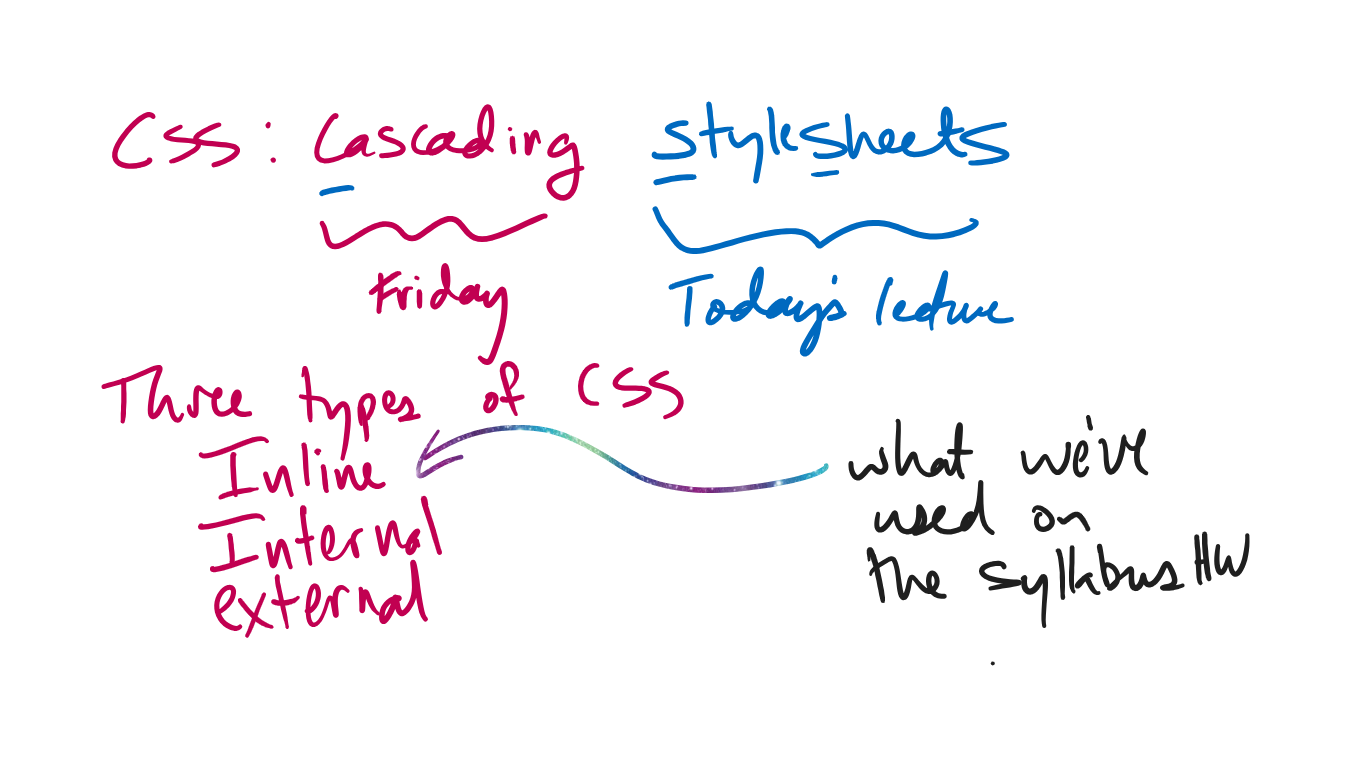 CSS: Cascading Stylesheets
Friday Today's lecture
Three types of CSS
Inline
Internal
external
what we've
used on
the syllabus HW